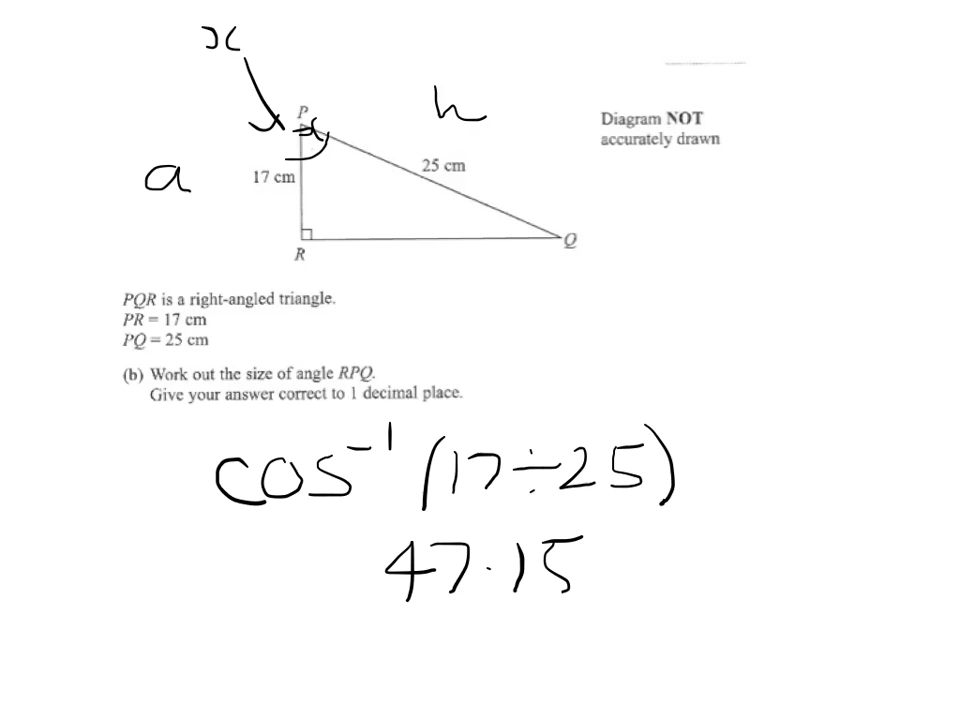 x
P
x
h
Diagram NOT
accurately drawn
a
17 cm
25 cm
R
Q
PQR is a right-angled triangle.
PR = 17 cm
PQ = 25 cm
(b) Work out the size of angle RPQ.
Give your answer correct to 1 decimal place.
cos⁻¹ (17÷25)
47.15